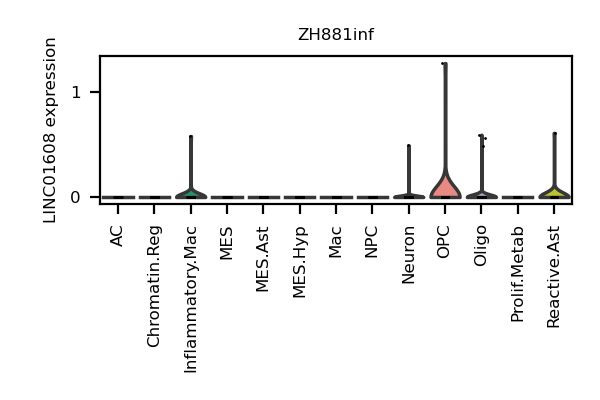 ZH881inf
LINC01608 expression
1
0
AC
Chromatin.Reg
Inflammatory.Mac
MES
MES.Ast
MES.Hyp
Mac
NPC
Neuron
OPC
Oligo
Prolif.Metab
Reactive.Ast